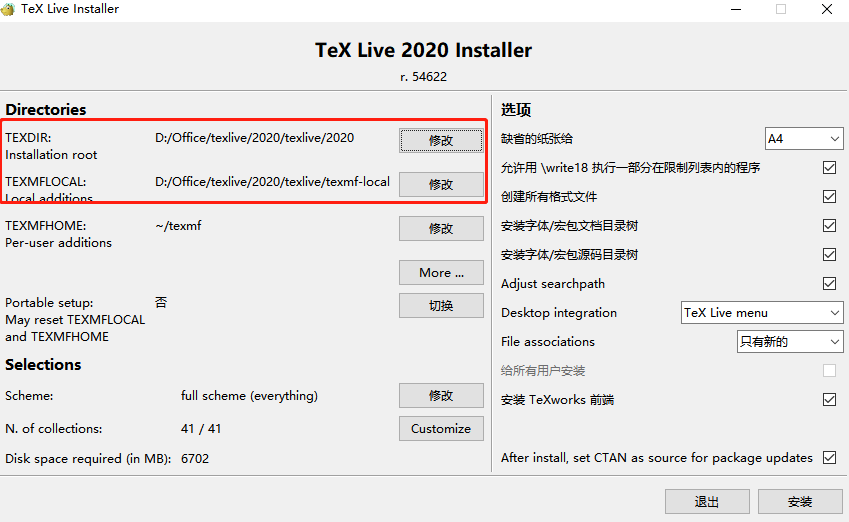 TeX Live Installer
TeX Live 2020 Installer
r. 54622
Directories
TEXDIR: D:/Office/texlive/2020/texlive/2020 修改
Installation root
TEXMFLOCAL: D:/Office/texlive/2020/texlive/texmf-local 修改
Local additions
TEXMFHOME: ~/texmf 修改
Per-user additions
More ...
Portable setup: 否 切换
May reset TEXMFLOCAL
and TEXMFHOME
Selections
Scheme: full scheme (everything) 修改
N. of collections: 41 / 41 Customize
Disk space required (in MB): 6702
选项
缺省的纸张给 A4
允许用 \write18 执行一部分在限制列表内的程序
创建所有格式文件
安装字体/宏包文档目录树
安装字体/宏包源码目录树
Adjust searchpath
Desktop integration TeX Live menu
File associations 只有新的
给所有用户安装
安装 TeXworks 前端
After install, set CTAN as source for package updates
退出 安装